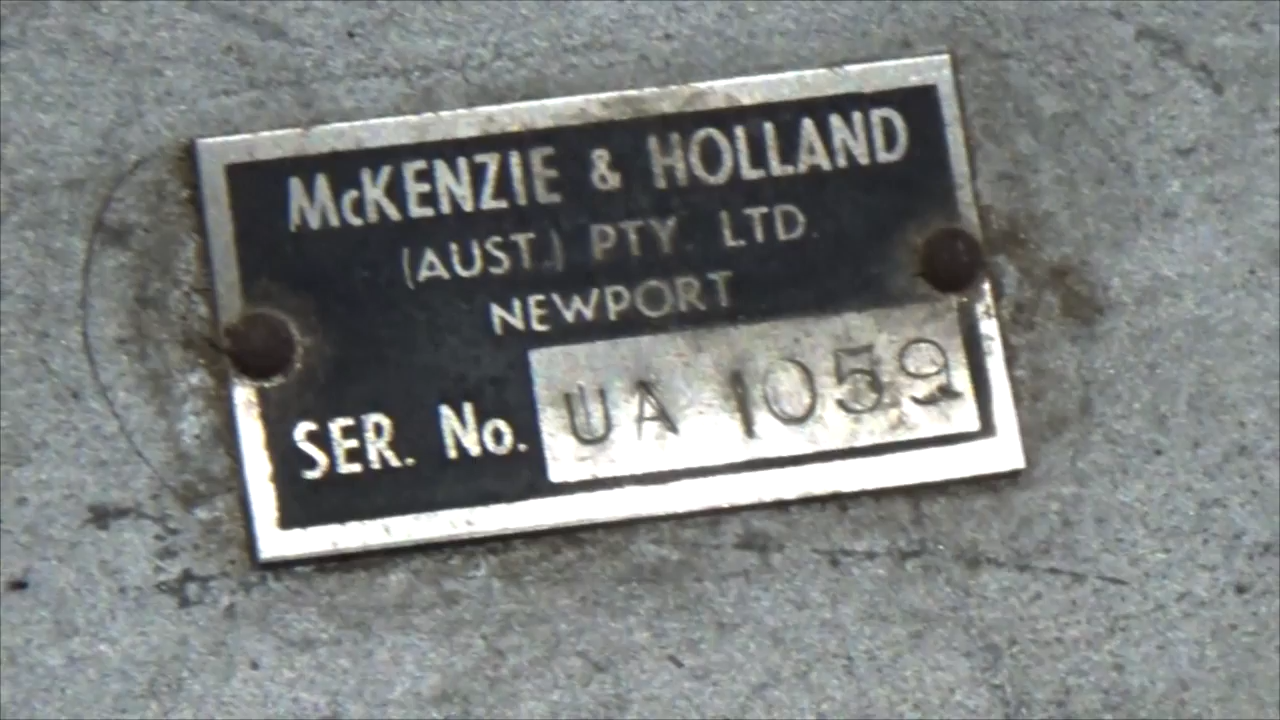 McKENZIE & HOLLAND
(AUST.) PTY. LTD.
NEWPORT
SER. No. UA 1059